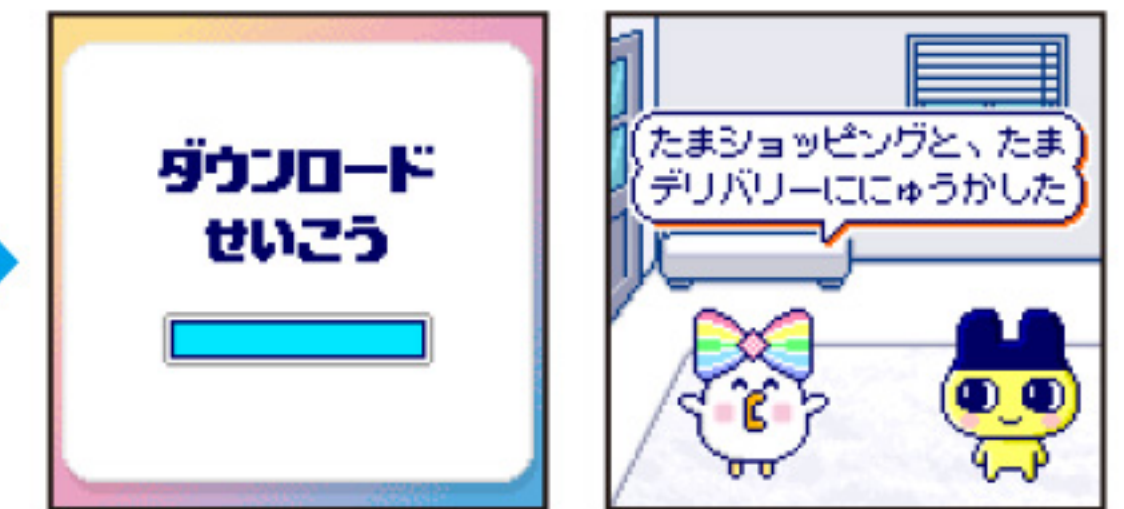 ダウンロード
せいこう
たまショッピングと、たま
デリバリーににゅうかした